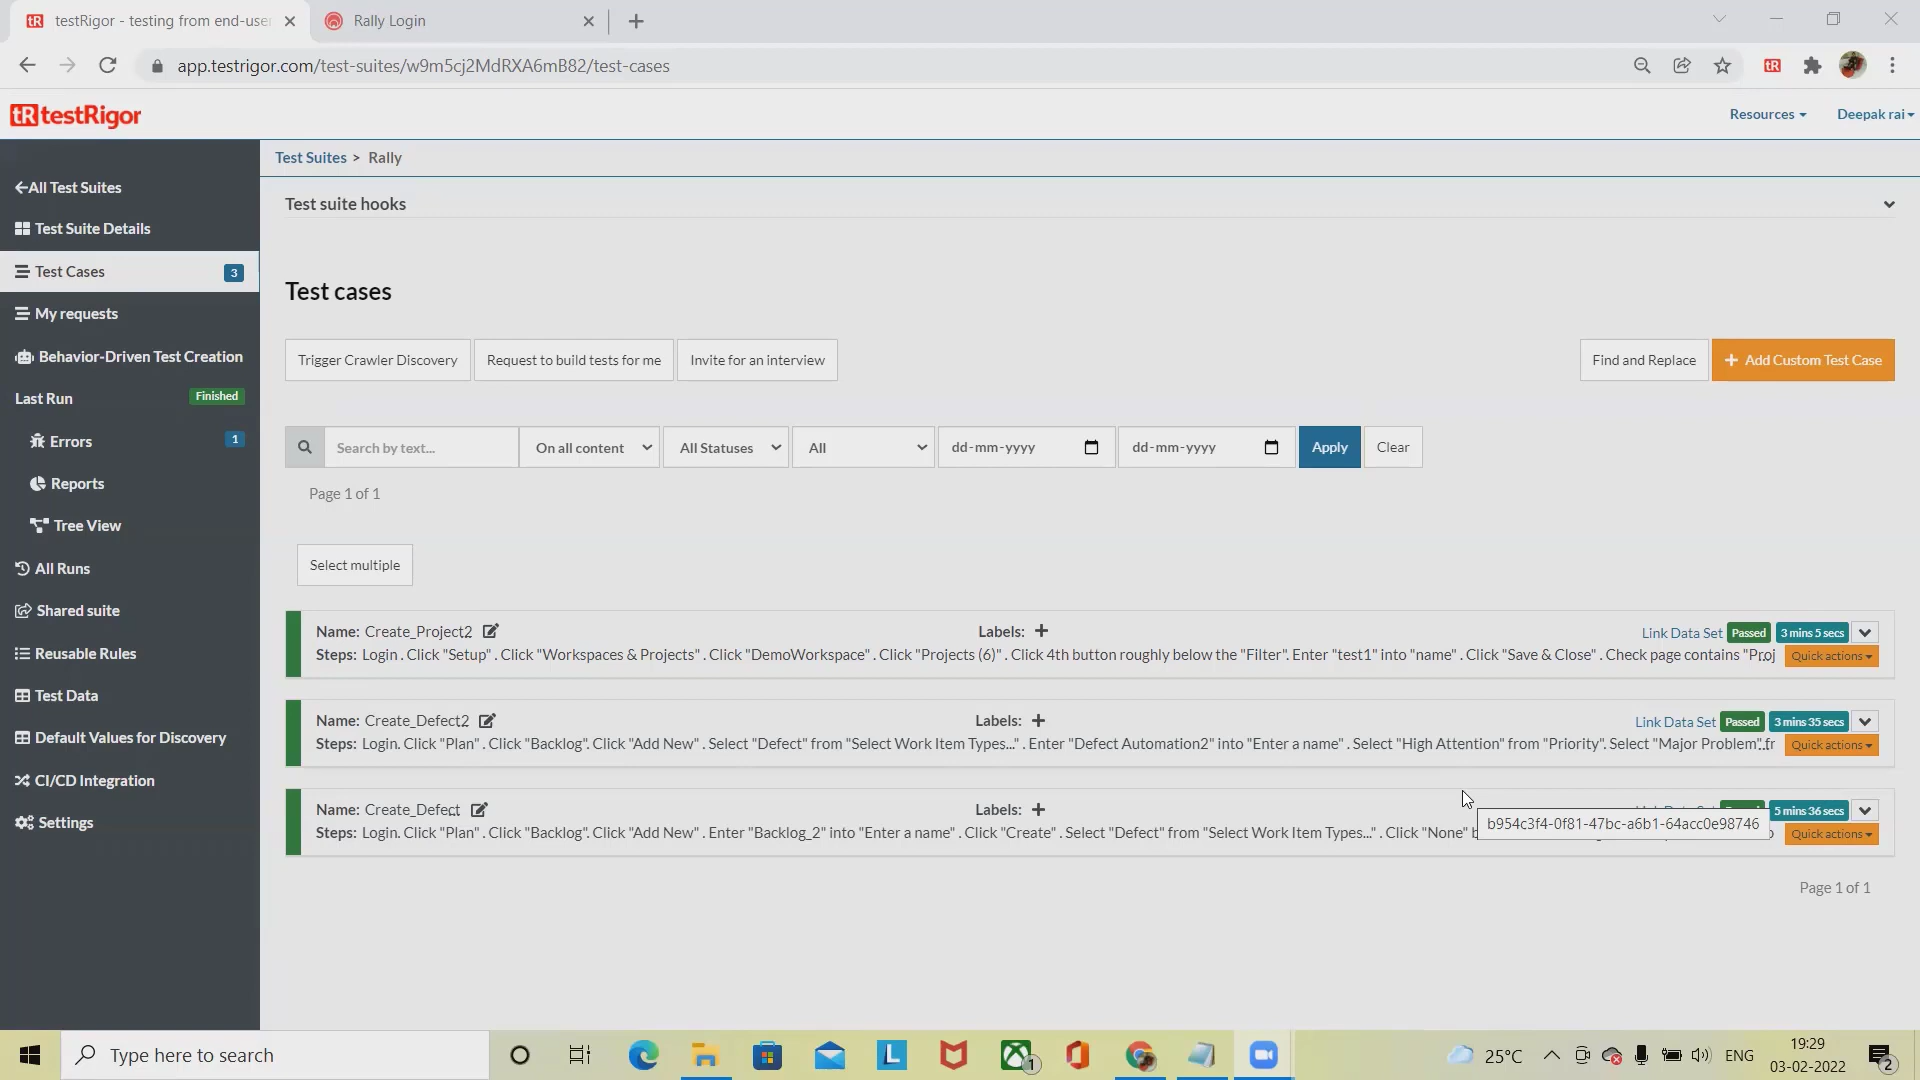 testRigor - testing from end-use
Rally Login
app.testrigor.com/test-suites/w9m5cj2MdRXA6mB82/test-cases
tR
tR testRigor
Resources
Deepak rai
All Test Suites
Test Suite Details
Test Cases 3
My requests
Behavior-Driven Test Creation
Last Run Finished
Errors 1
Reports
Tree View
All Runs
Shared suite
Reusable Rules
Test Data
Default Values for Discovery
CI/CD Integration
Settings
Test Suites > Rally
Test suite hooks
Test cases
Trigger Crawler Discovery
Request to build tests for me
Invite for an interview
Find and Replace
+ Add Custom Test Case
Search by text...
On all content
All Statuses
All
dd-mm-yyyy
dd-mm-yyyy
Apply
Clear
Page 1 of 1
Select multiple
Name: Create_Project2 Labels: + Link Data Set Passed 3 mins 5 secs
Steps: Login . Click "Setup" . Click "Workspaces & Projects" . Click "DemoWorkspace" . Click "Projects (6)" . Click 4th button roughly below the "Filter". Enter "test1" into "name" . Click "Save & Close" . Check page contains "Proj Quick actions
Name: Create_Defect2 Labels: + Link Data Set Passed 3 mins 35 secs
Steps: Login. Click "Plan" . Click "Backlog". Click "Add New" . Select "Defect" from "Select Work Item Types..." . Enter "Defect Automation2" into "Enter a name" . Select "High Attention" from "Priority". Select "Major Problem" fr Quick actions
Name: Create_Defect Labels: + 5 mins 36 secs
Steps: Login. Click "Plan" . Click "Backlog". Click "Add New" . Enter "Backlog_2" into "Enter a name" . Click "Create" . Select "Defect" from "Select Work Item Types..." . Click "None" b Quick actions
b954c3f4-0f81-47bc-a6b1-64acc0e98746
Page 1 of 1
Type here to search
1
25°C
ENG
19:29
03-02-2022
2